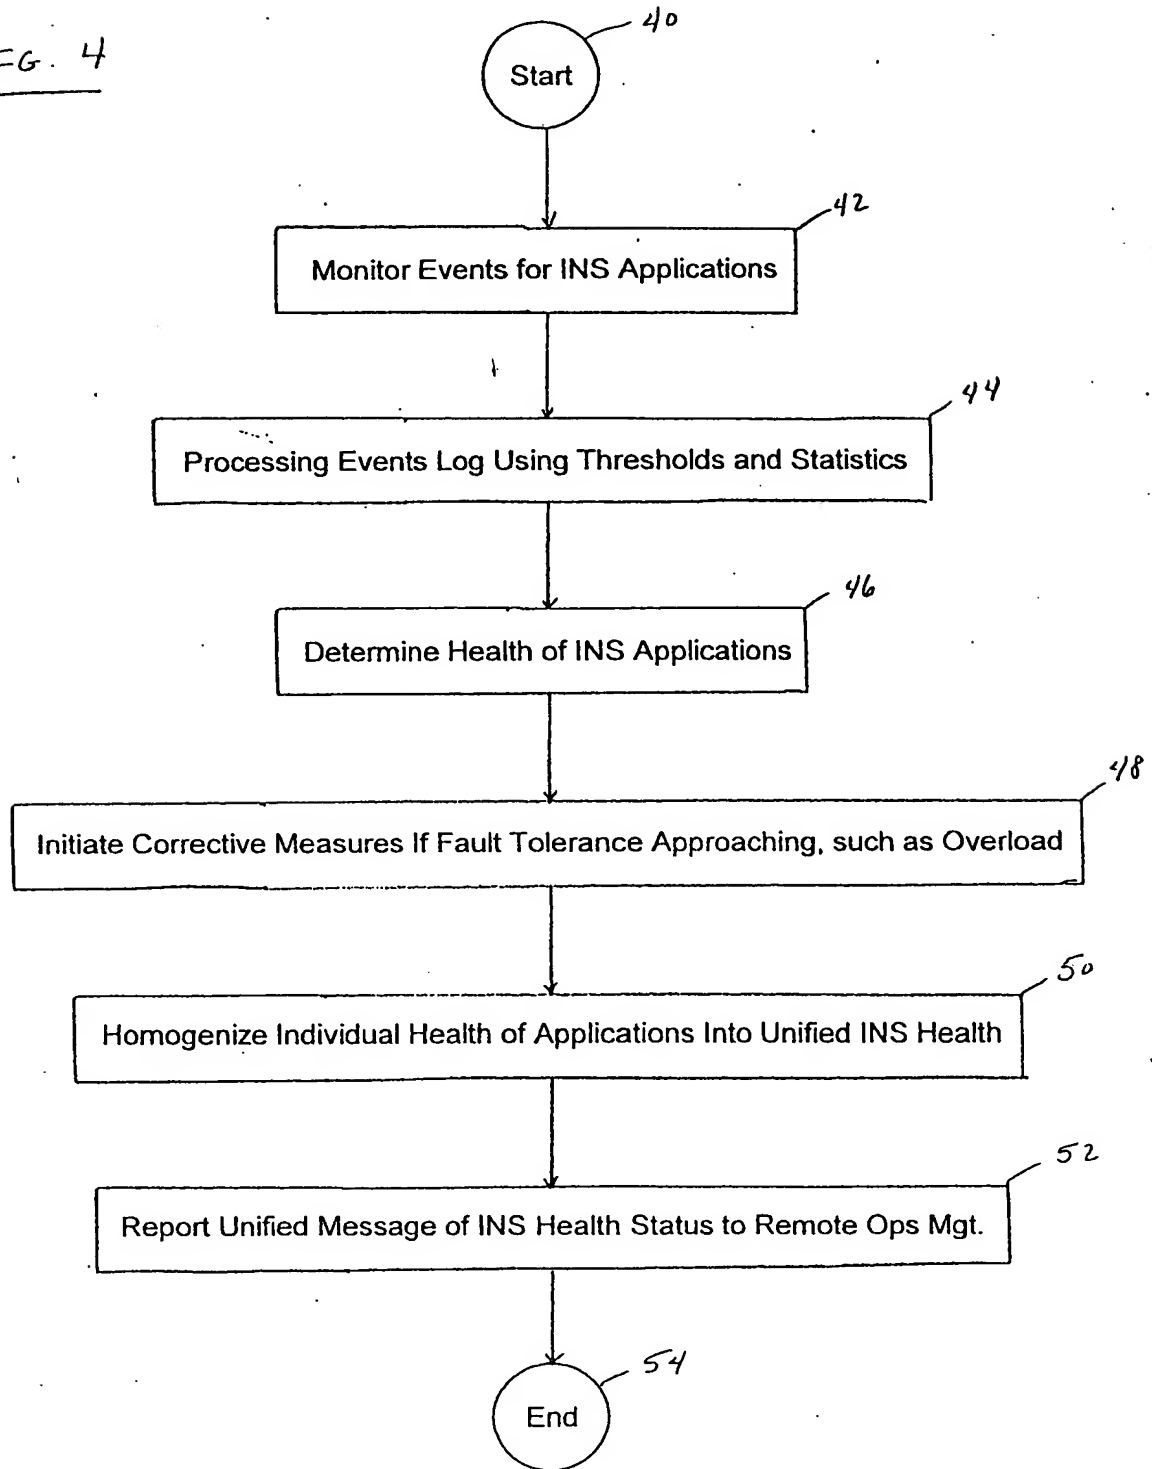 FIG. 4
40
Start
42
Monitor Events for INS Applications
44
Processing Events Log Using Thresholds and Statistics
46
Determine Health of INS Applications
48
Initiate Corrective Measures If Fault Tolerance Approaching, such as Overload
50
Homogenize Individual Health of Applications Into Unified INS Health
52
Report Unified Message of INS Health Status to Remote Ops Mgt.
54
End